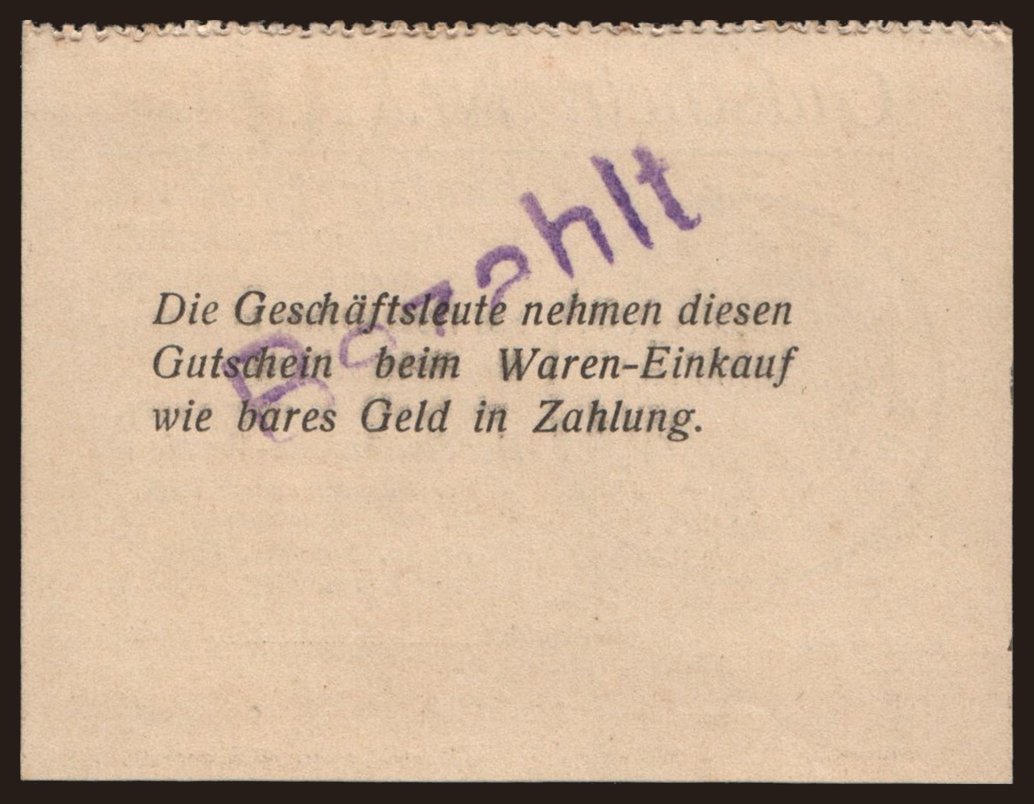 Bezahlt
Die Geschäftsleute nehmen diesen
Gutschein beim Waren-Einkauf
wie bares Geld in Zahlung.